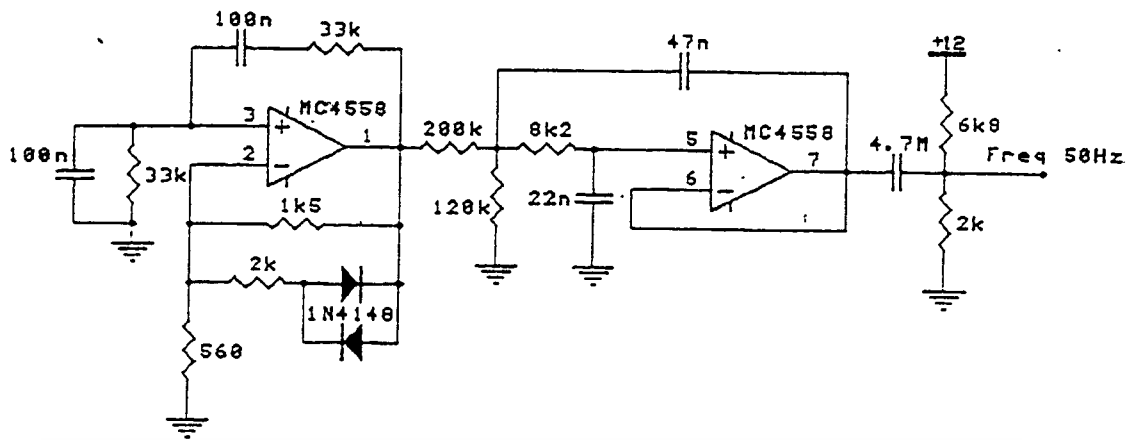 100n
33k
47n
+12
MC4558
3
+
2
-
1
200k
8k2
MC4558
5
+
6
-
7
4.7M
6k8
Freq 50Hz
100n
33k
120k
22n
2k
1k5
2k
1N4148
560